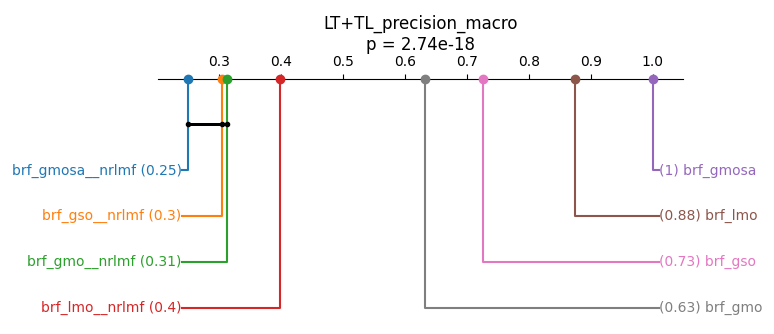 LT+TL_precision_macro
p = 2.74e-18
0.3 0.4 0.5 0.6 0.7 0.8 0.9 1.0
brf_gmosa__nrlmf (0.25) (1) brf_gmosa
brf_gso__nrlmf (0.3) (0.88) brf_lmo
brf_gmo__nrlmf (0.31) (0.73) brf_gso
brf_lmo__nrlmf (0.4) (0.63) brf_gmo